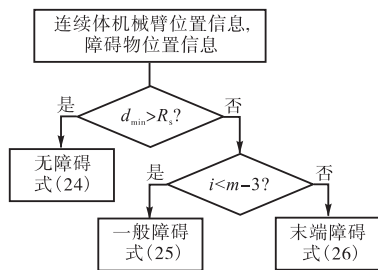 连续体机械臂位置信息,
障碍物位置信息
是
d_min>R_s?
否
无障碍
式(24)
是
i<m-3?
否
一般障碍
式(25)
末端障碍
式(26)